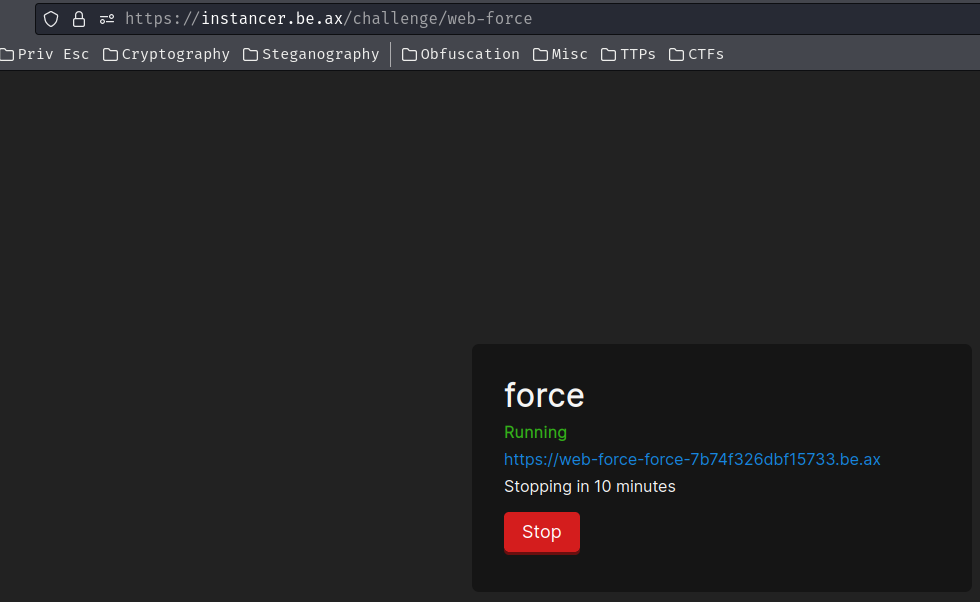 https://instancer.be.ax/challenge/web-force
Priv Esc Cryptography Steganography Obfuscation Misc TTPs CTFs
force
Running
https://web-force-force-7b74f326dbf15733.be.ax
Stopping in 10 minutes
Stop